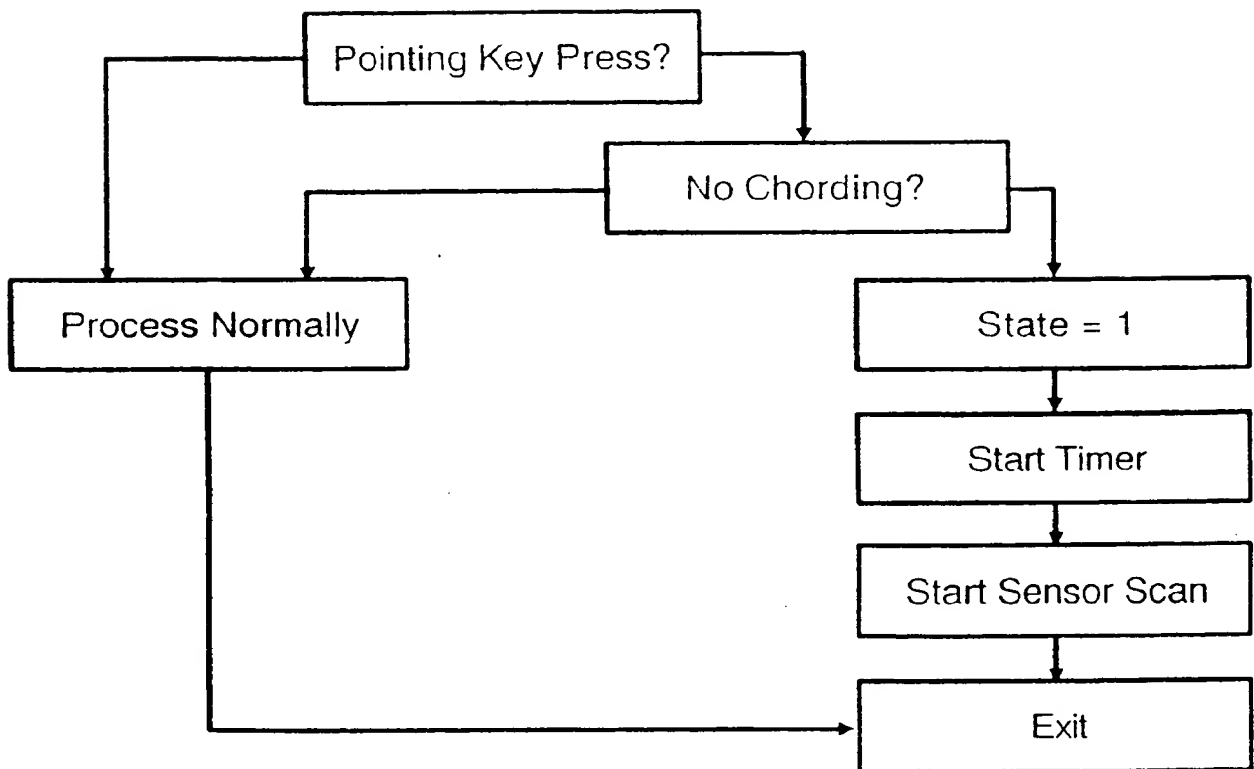 Pointing Key Press?
No Chording?
Process Normally
State = 1
Start Timer
Start Sensor Scan
Exit